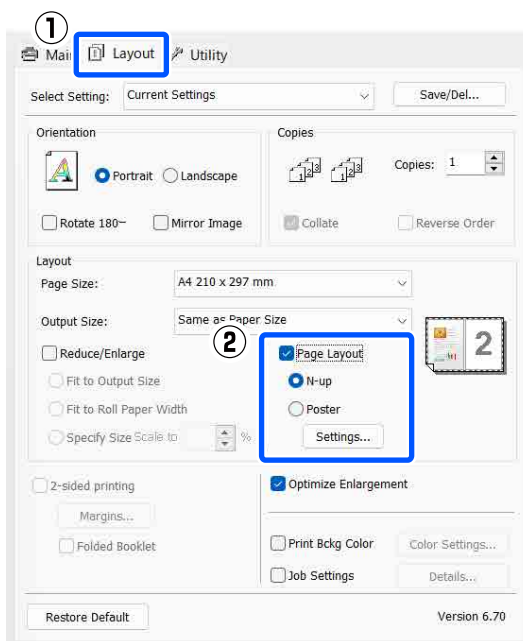 ①
Main Layout Utility
Select Setting: Current Settings Save/Del...
Orientation Copies
Portrait Landscape Copies: 1
Rotate 180° Mirror Image Collate Reverse Order
Layout
Page Size: A4 210 x 297 mm
Output Size: Same as Paper Size
②
Reduce/Enlarge Page Layout 2
Fit to Output Size N-up
Fit to Roll Paper Width Poster
Specify Size Scale to % Settings...
2-sided printing Optimize Enlargement
Margins...
Folded Booklet Print Bckg Color Color Settings...
Job Settings Details...
Restore Default Version 6.70